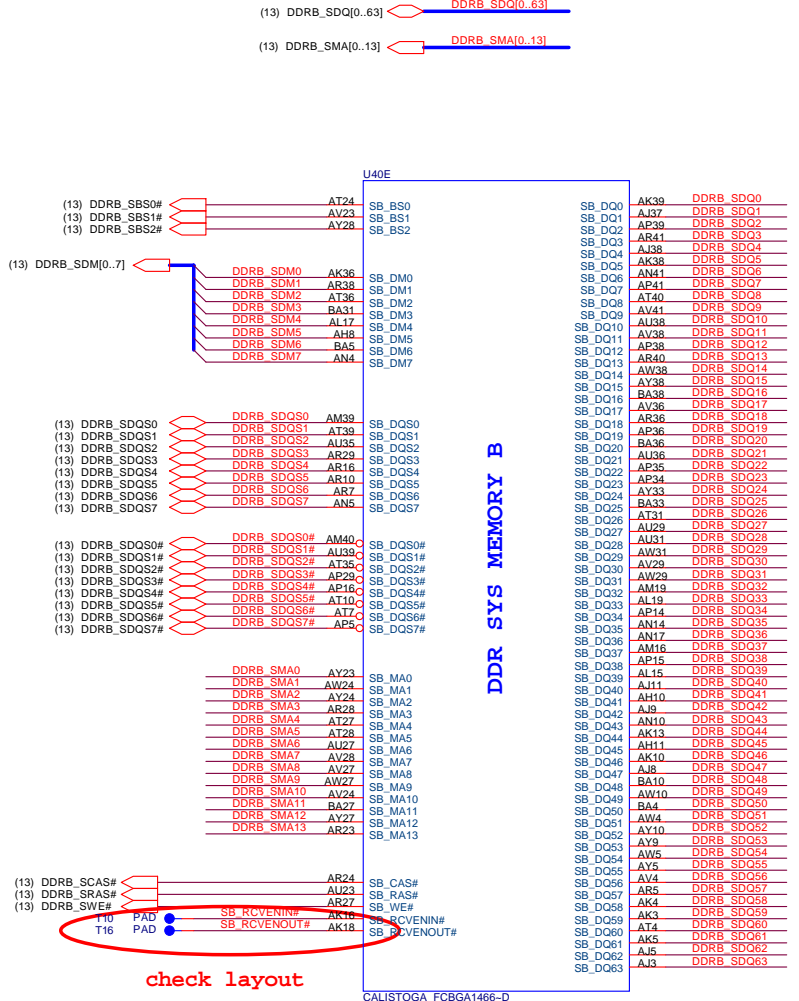 (13) DDRB_SDQ[0..63] DDRB_SDQ[0..63]
(13) DDRB_SMA[0..13] DDRB_SMA[0..13]
U40E
(13) DDRB_SBS0# AT24 SB_BS0
(13) DDRB_SBS1# AV23 SB_BS1
(13) DDRB_SBS2# AY28 SB_BS2
(13) DDRB_SDM[0..7]
DDRB_SDM0 AK36 SB_DM0
DDRB_SDM1 AR38 SB_DM1
DDRB_SDM2 AT36 SB_DM2
DDRB_SDM3 BA31 SB_DM3
DDRB_SDM4 AL17 SB_DM4
DDRB_SDM5 AH8 SB_DM5
DDRB_SDM6 BA5 SB_DM6
DDRB_SDM7 AN4 SB_DM7
(13) DDRB_SDQS0 DDRB_SDQS0 AM39 SB_DQS0
(13) DDRB_SDQS1 DDRB_SDQS1 AT39 SB_DQS1
(13) DDRB_SDQS2 DDRB_SDQS2 AU35 SB_DQS2
(13) DDRB_SDQS3 DDRB_SDQS3 AR29 SB_DQS3
(13) DDRB_SDQS4 DDRB_SDQS4 AR16 SB_DQS4
(13) DDRB_SDQS5 DDRB_SDQS5 AR10 SB_DQS5
(13) DDRB_SDQS6 DDRB_SDQS6 AR7 SB_DQS6
(13) DDRB_SDQS7 DDRB_SDQS7 AN5 SB_DQS7
(13) DDRB_SDQS0# DDRB_SDQS0# AM40 SB_DQS0#
(13) DDRB_SDQS1# DDRB_SDQS1# AU39 SB_DQS1#
(13) DDRB_SDQS2# DDRB_SDQS2# AT35 SB_DQS2#
(13) DDRB_SDQS3# DDRB_SDQS3# AP29 SB_DQS3#
(13) DDRB_SDQS4# DDRB_SDQS4# AP16 SB_DQS4#
(13) DDRB_SDQS5# DDRB_SDQS5# AT10 SB_DQS5#
(13) DDRB_SDQS6# DDRB_SDQS6# AT7 SB_DQS6#
(13) DDRB_SDQS7# DDRB_SDQS7# AP5 SB_DQS7#
DDRB_SMA0 AY23 SB_MA0
DDRB_SMA1 AW24 SB_MA1
DDRB_SMA2 AY24 SB_MA2
DDRB_SMA3 AR28 SB_MA3
DDRB_SMA4 AT27 SB_MA4
DDRB_SMA5 AT28 SB_MA5
DDRB_SMA6 AU27 SB_MA6
DDRB_SMA7 AV28 SB_MA7
DDRB_SMA8 AV27 SB_MA8
DDRB_SMA9 AW27 SB_MA9
DDRB_SMA10 AV24 SB_MA10
DDRB_SMA11 BA27 SB_MA11
DDRB_SMA12 AY27 SB_MA12
DDRB_SMA13 AR23 SB_MA13
(13) DDRB_SCAS# AR24 SB_CAS#
(13) DDRB_SRAS# AU23 SB_RAS#
(13) DDRB_SWE# AR27 SB_WE#
T10 PAD SB_RCVENIN# AK16 SB_RCVENIN#
T16 PAD SB_RCVENOUT# AK18 SB_RCVENOUT#
check layout
DDR SYS MEMORY B
SB_DQ0 AK39 DDRB_SDQ0
SB_DQ1 AJ37 DDRB_SDQ1
SB_DQ2 AP39 DDRB_SDQ2
SB_DQ3 AR41 DDRB_SDQ3
SB_DQ4 AJ38 DDRB_SDQ4
SB_DQ5 AK38 DDRB_SDQ5
SB_DQ6 AN41 DDRB_SDQ6
SB_DQ7 AP41 DDRB_SDQ7
SB_DQ8 AT40 DDRB_SDQ8
SB_DQ9 AV41 DDRB_SDQ9
SB_DQ10 AU38 DDRB_SDQ10
SB_DQ11 AV38 DDRB_SDQ11
SB_DQ12 AP38 DDRB_SDQ12
SB_DQ13 AR40 DDRB_SDQ13
SB_DQ14 AW38 DDRB_SDQ14
SB_DQ15 AY38 DDRB_SDQ15
SB_DQ16 BA38 DDRB_SDQ16
SB_DQ17 AV36 DDRB_SDQ17
SB_DQ18 AR36 DDRB_SDQ18
SB_DQ19 AP36 DDRB_SDQ19
SB_DQ20 BA36 DDRB_SDQ20
SB_DQ21 AU36 DDRB_SDQ21
SB_DQ22 AP35 DDRB_SDQ22
SB_DQ23 AP34 DDRB_SDQ23
SB_DQ24 AY33 DDRB_SDQ24
SB_DQ25 BA33 DDRB_SDQ25
SB_DQ26 AT31 DDRB_SDQ26
SB_DQ27 AU29 DDRB_SDQ27
SB_DQ28 AU31 DDRB_SDQ28
SB_DQ29 AW31 DDRB_SDQ29
SB_DQ30 AV29 DDRB_SDQ30
SB_DQ31 AW29 DDRB_SDQ31
SB_DQ32 AM19 DDRB_SDQ32
SB_DQ33 AL19 DDRB_SDQ33
SB_DQ34 AP14 DDRB_SDQ34
SB_DQ35 AN14 DDRB_SDQ35
SB_DQ36 AN17 DDRB_SDQ36
SB_DQ37 AM16 DDRB_SDQ37
SB_DQ38 AP15 DDRB_SDQ38
SB_DQ39 AL15 DDRB_SDQ39
SB_DQ40 AJ11 DDRB_SDQ40
SB_DQ41 AH10 DDRB_SDQ41
SB_DQ42 AJ9 DDRB_SDQ42
SB_DQ43 AN10 DDRB_SDQ43
SB_DQ44 AK13 DDRB_SDQ44
SB_DQ45 AH11 DDRB_SDQ45
SB_DQ46 AK10 DDRB_SDQ46
SB_DQ47 AJ8 DDRB_SDQ47
SB_DQ48 BA10 DDRB_SDQ48
SB_DQ49 AW10 DDRB_SDQ49
SB_DQ50 BA4 DDRB_SDQ50
SB_DQ51 AW4 DDRB_SDQ51
SB_DQ52 AY10 DDRB_SDQ52
SB_DQ53 AY9 DDRB_SDQ53
SB_DQ54 AW5 DDRB_SDQ54
SB_DQ55 AY5 DDRB_SDQ55
SB_DQ56 AV4 DDRB_SDQ56
SB_DQ57 AR5 DDRB_SDQ57
SB_DQ58 AK4 DDRB_SDQ58
SB_DQ59 AK3 DDRB_SDQ59
SB_DQ60 AT4 DDRB_SDQ60
SB_DQ61 AK5 DDRB_SDQ61
SB_DQ62 AJ5 DDRB_SDQ62
SB_DQ63 AJ3 DDRB_SDQ63
CALISTOGA_FCBGA1466~D